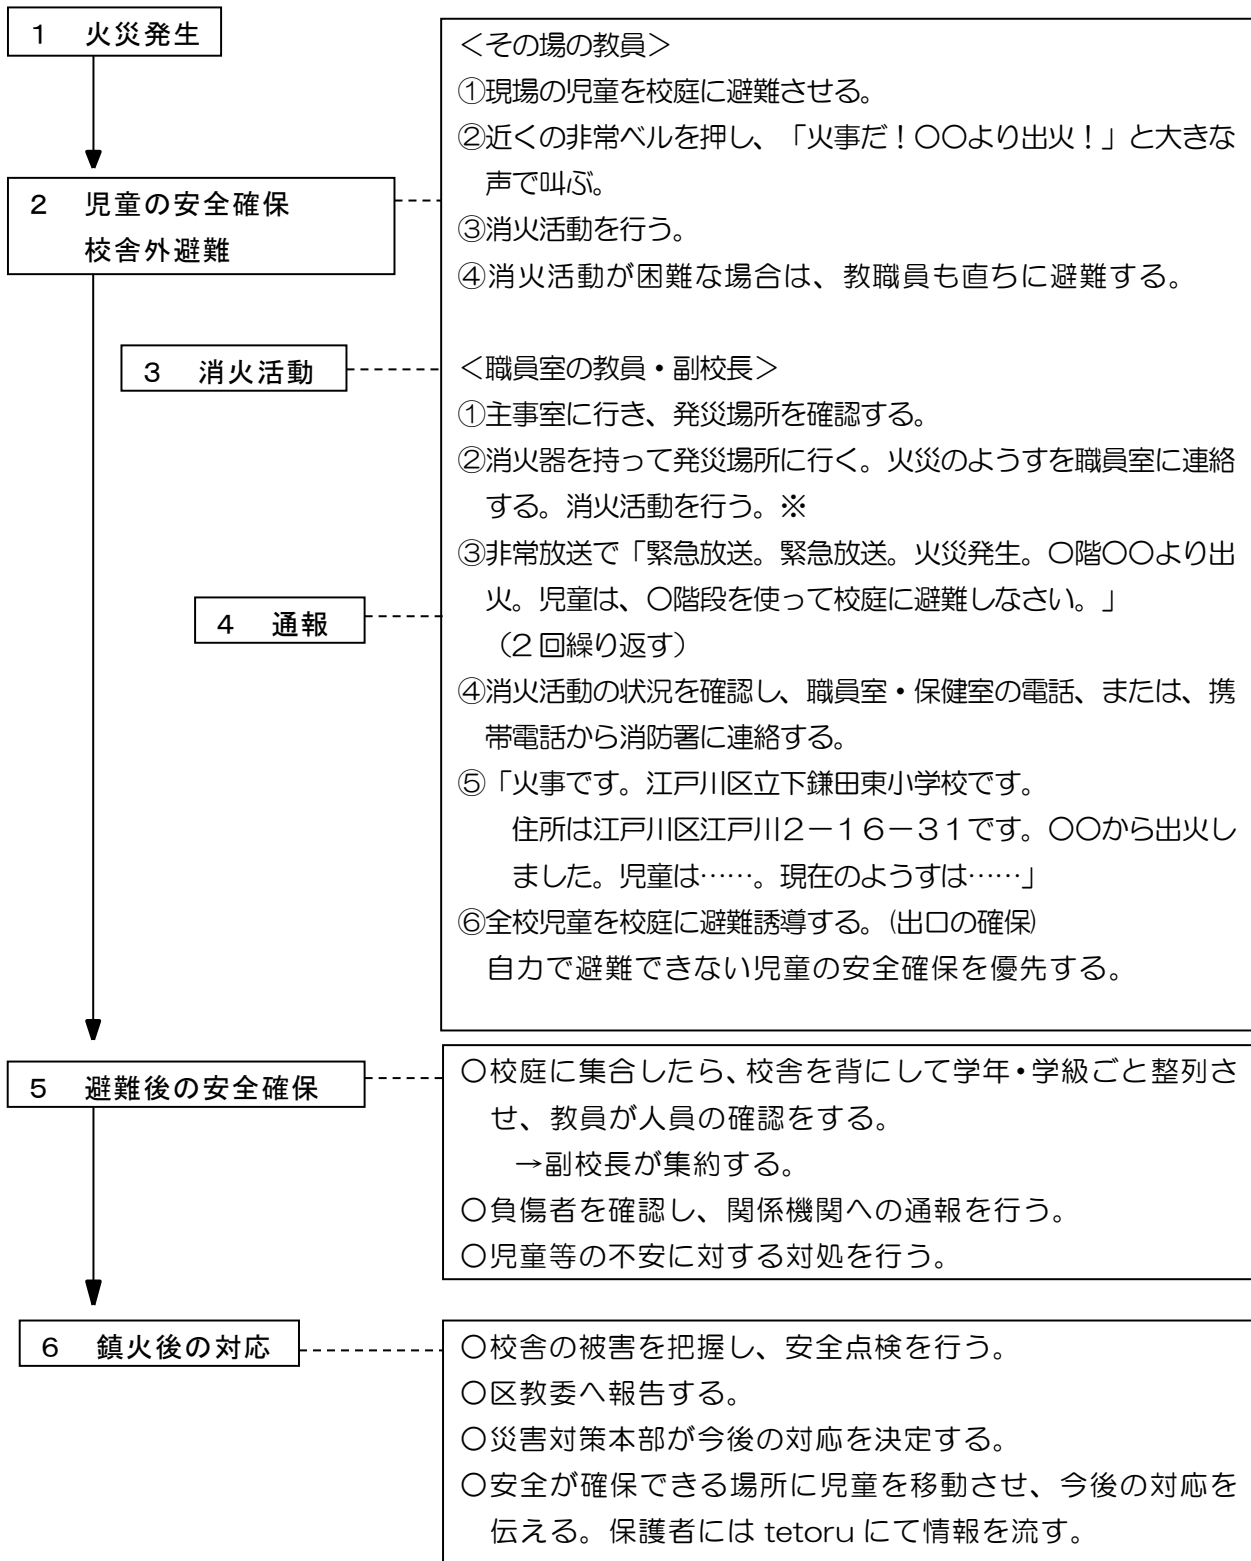 1 火災発生
2 児童の安全確保
校舎外避難
3 消火活動
4 通報
＜その場の教員＞
①現場の児童を校庭に避難させる。
②近くの非常ベルを押し、「火事だ！〇〇より出火！」と大きな
声で叫ぶ。
③消火活動を行う。
④消火活動が困難な場合は、教職員も直ちに避難する。
＜職員室の教員・副校長＞
①主事室に行き、発災場所を確認する。
②消火器を持って発災場所に行く。火災のようすを職員室に連絡
する。消火活動を行う。※
③非常放送で「緊急放送。緊急放送。火災発生。〇階〇〇より出
火。児童は、〇階段を使って校庭に避難しなさい。」
（2回繰り返す）
④消火活動の状況を確認し、職員室・保健室の電話、または、携
帯電話から消防署に連絡する。
⑤「火事です。江戸川区立下鎌田東小学校です。
住所は江戸川区江戸川２－１６－３１です。〇〇から出火し
ました。児童は……。現在のようすは……」
⑥全校児童を校庭に避難誘導する。(出口の確保)
自力で避難できない児童の安全確保を優先する。
5 避難後の安全確保
〇校庭に集合したら、校舎を背にして学年・学級ごと整列さ
せ、教員が人員の確認をする。
→副校長が集約する。
〇負傷者を確認し、関係機関への通報を行う。
〇児童等の不安に対する対処を行う。
6 鎮火後の対応
〇校舎の被害を把握し、安全点検を行う。
〇区教委へ報告する。
〇災害対策本部が今後の対応を決定する。
〇安全が確保できる場所に児童を移動させ、今後の対応を
伝える。保護者には tetoru にて情報を流す。